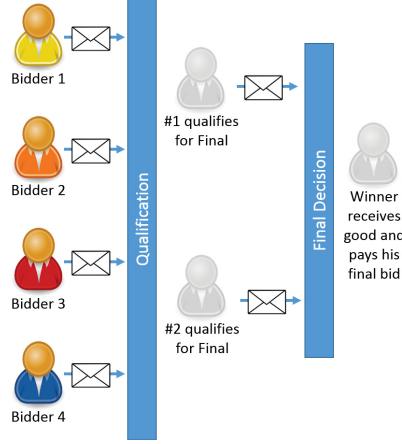 Bidder 1
Bidder 2
Bidder 3
Bidder 4
Qualification
#1 qualifies
for Final
#2 qualifies
for Final
Final Decision
Winner
receives
good and
pays his
final bid